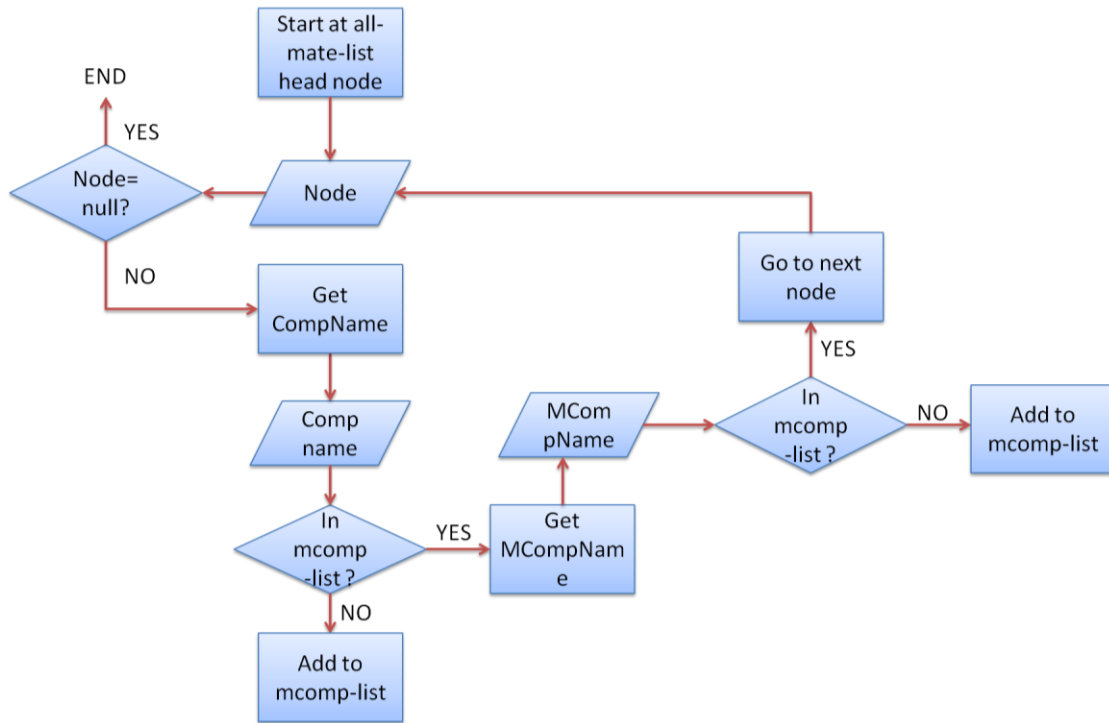 Start at all-
mate-list
head node
END
YES
Node=
null?
Node
NO
Get
CompName
Go to next
node
YES
Comp
name
MCom
pName
In
mcomp
-list ?
NO
Add to
mcomp-list
In
mcomp
-list ?
YES
Get
MCompNam
e
NO
Add to
mcomp-list